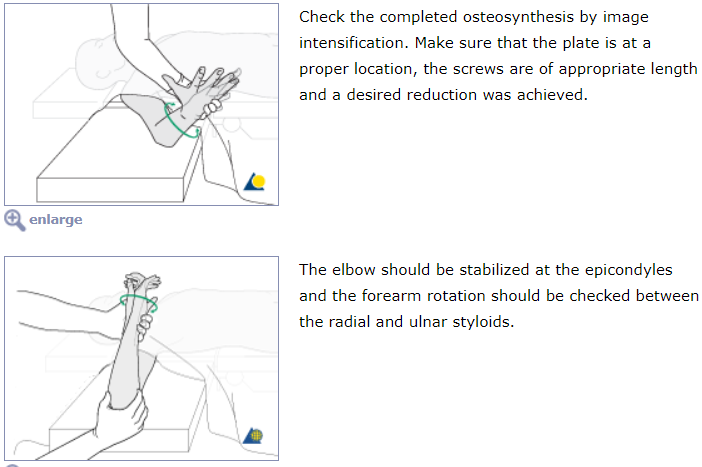 Check the completed osteosynthesis by image
intensification. Make sure that the plate is at a
proper location, the screws are of appropriate length
and a desired reduction was achieved.
enlarge
The elbow should be stabilized at the epicondyles
and the forearm rotation should be checked between
the radial and ulnar styloids.